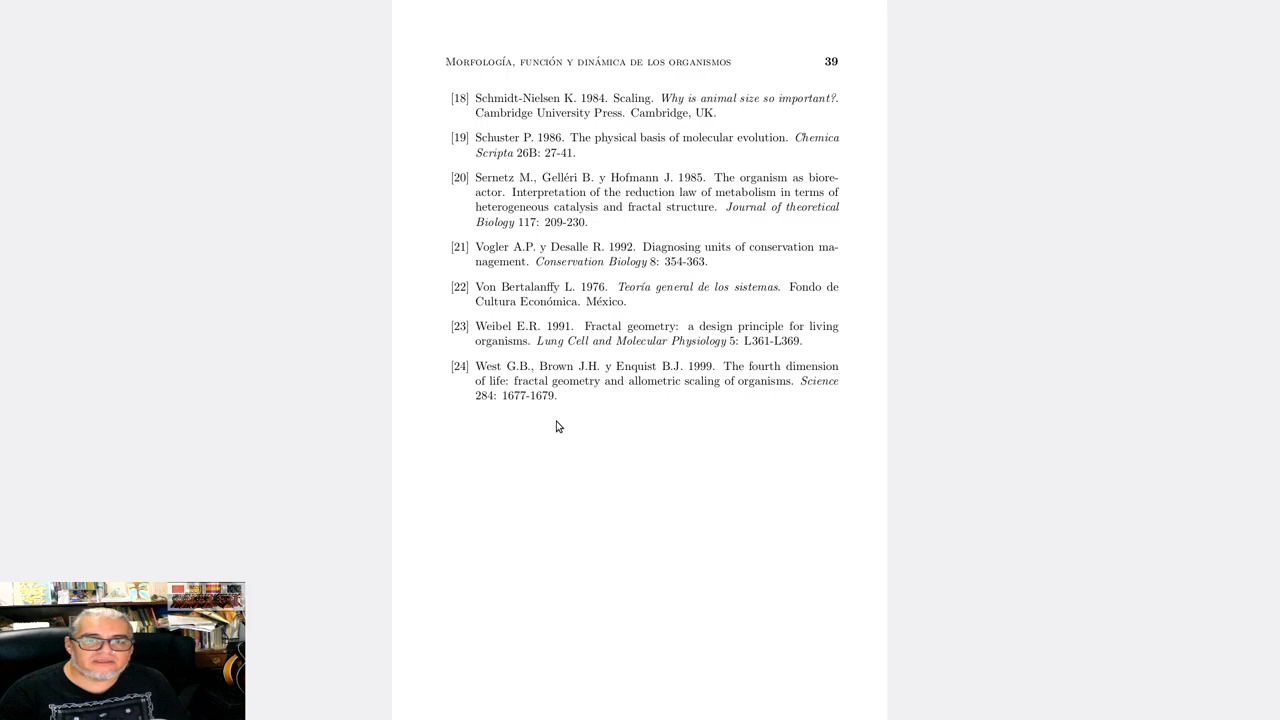 Morfología, función y dinámica de los organismos 39
[18] Schmidt-Nielsen K. 1984. Scaling. Why is animal size so important?.
Cambridge University Press. Cambridge, UK.
[19] Schuster P. 1986. The physical basis of molecular evolution. Chemica
Scripta 26B: 27-41.
[20] Sernetz M., Gelléri B. y Hofmann J. 1985. The organism as biore-
actor. Interpretation of the reduction law of metabolism in terms of
heterogeneous catalysis and fractal structure. Journal of theoretical
Biology 117: 209-230.
[21] Vogler A.P. y Desalle R. 1992. Diagnosing units of conservation ma-
nagement. Conservation Biology 8: 354-363.
[22] Von Bertalanffy L. 1976. Teoría general de los sistemas. Fondo de
Cultura Económica. México.
[23] Weibel E.R. 1991. Fractal geometry: a design principle for living
organisms. Lung Cell and Molecular Physiology 5: L361-L369.
[24] West G.B., Brown J.H. y Enquist B.J. 1999. The fourth dimension
of life: fractal geometry and allometric scaling of organisms. Science
284: 1677-1679.